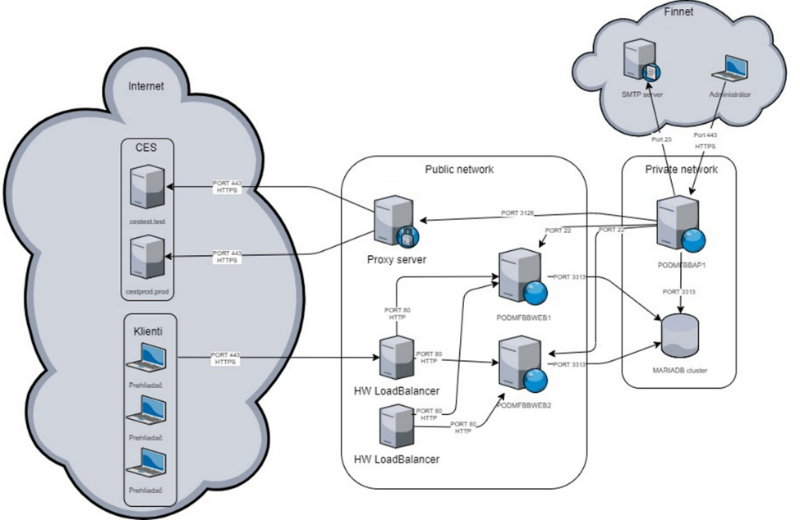 Finnet
SMTP server
Administrátor
Port 25
Port 443
HTTPS
Internet
CES
cestest.test
cestprod.prod
PORT 443
HTTPS
PORT 443
HTTPS
Klienti
Prehliadač
Prehliadač
Prehliadač
PORT 443
HTTPS
Public network
Proxy server
PORT 3128
PORT 22
PORT 22
PORT 80
HTTP
PORT 80
HTTP
PORT 80
HTTP
PORT 80
HTTP
HW LoadBalancer
HW LoadBalancer
PODMFBBWEB1
PODMFBBWEB2
PORT 3313
PORT 3313
Private network
PODMFBBAP1
PORT 3313
MARIADB cluster